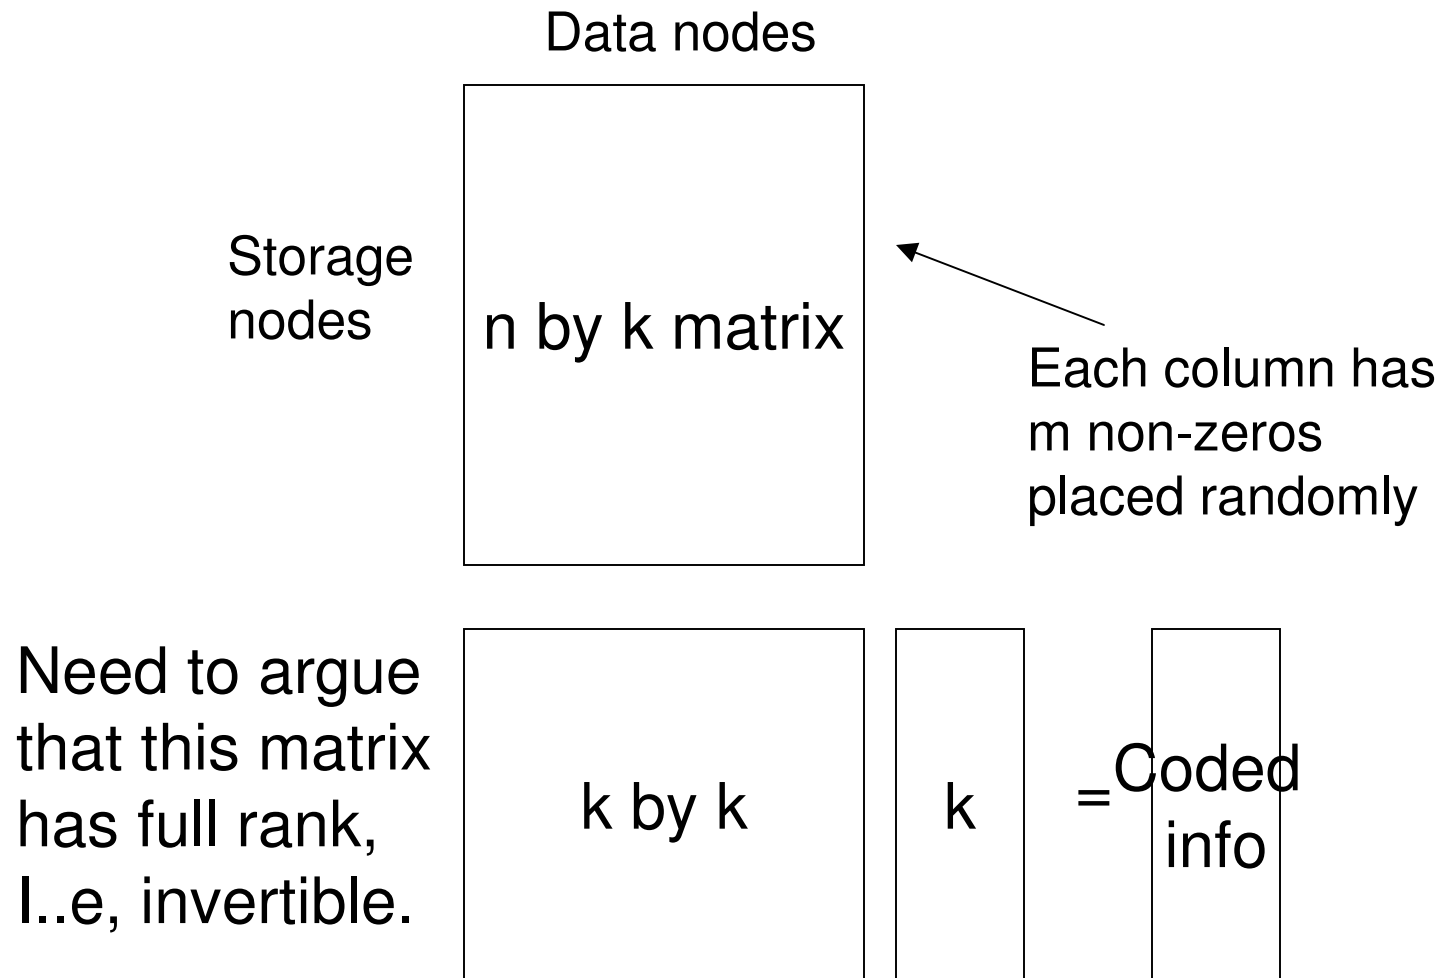 Data nodes
Storage
nodes
n by k matrix
Each column has
m non-zeros
placed randomly
Need to argue
that this matrix
has full rank,
I..e, invertible.
k by k
k
=
Coded
info